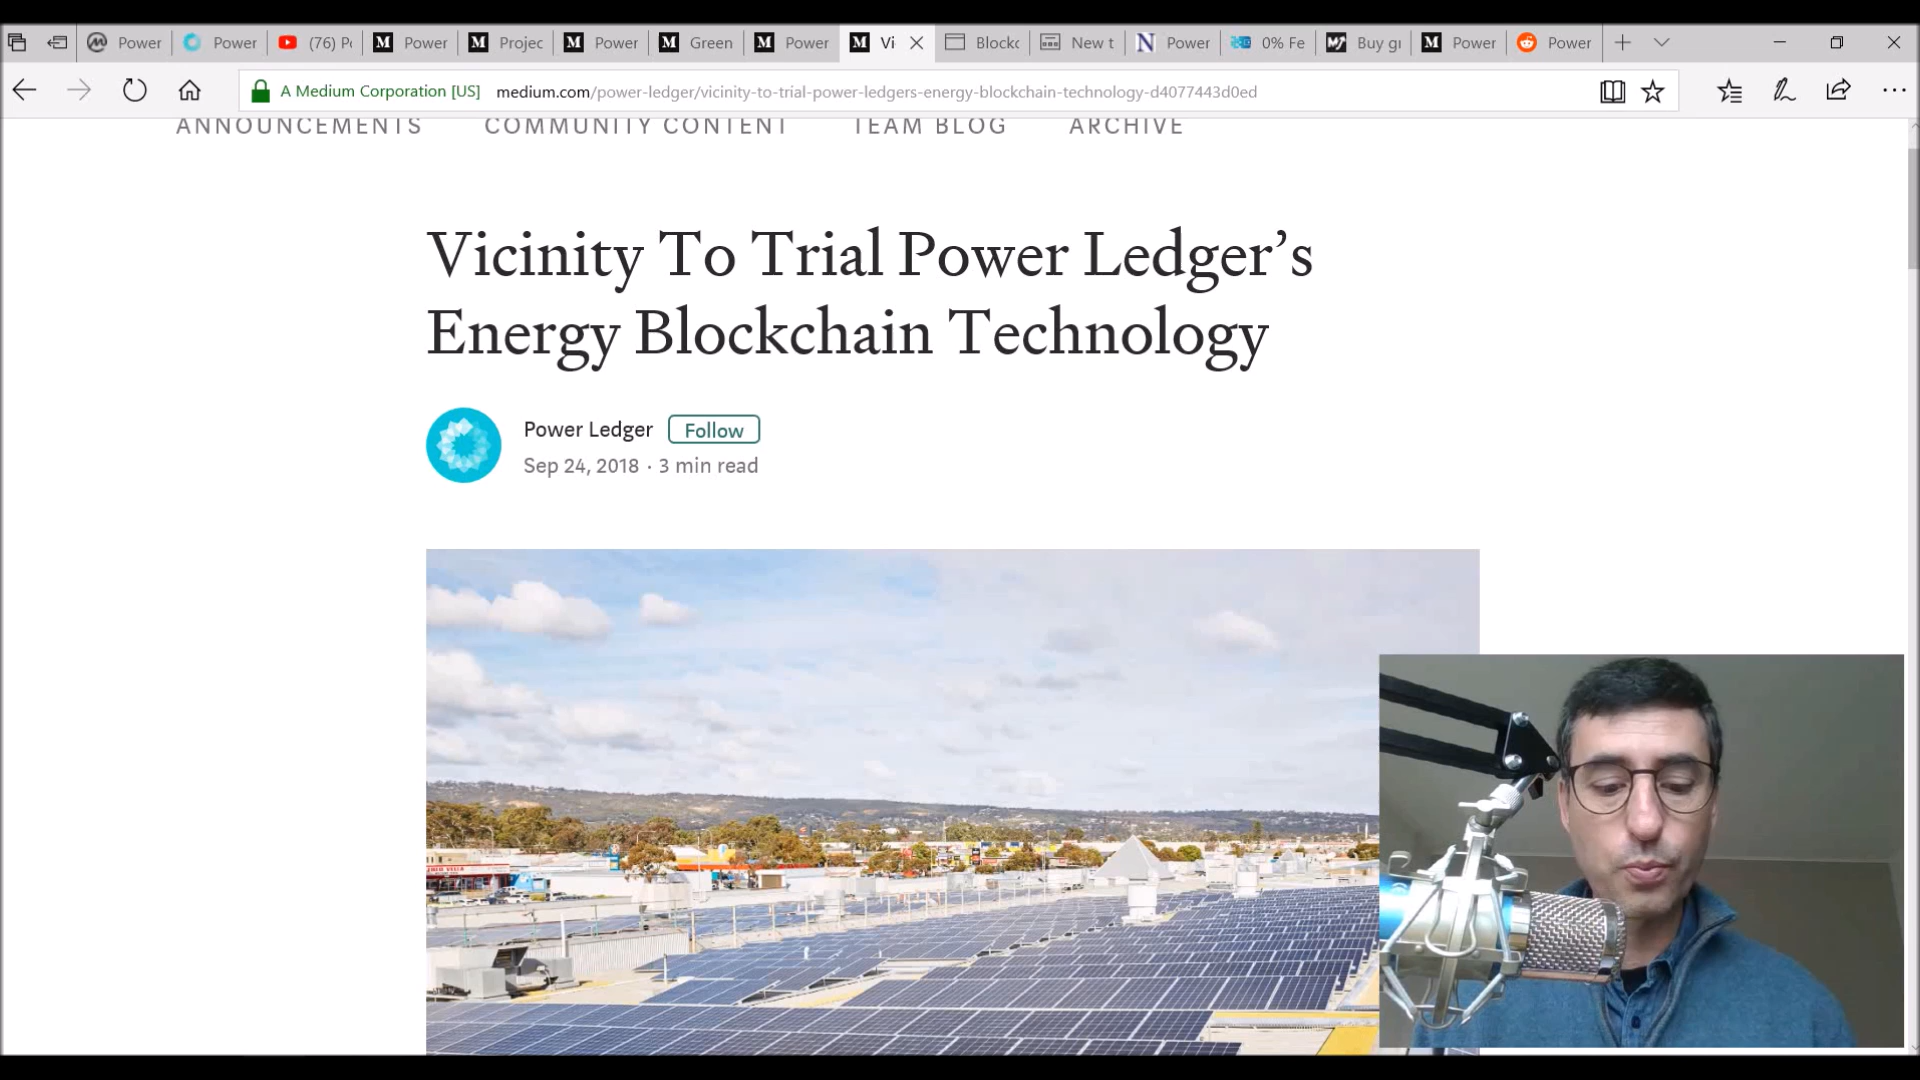 Power
Power
(76) P
Power
Projec
Power
Green
Power
Vi
Blockc
New t
Power
0% Fe
Buy gi
Power
Power
A Medium Corporation [US] medium.com/power-ledger/vicinity-to-trial-power-ledgers-energy-blockchain-technology-d4077443d0ed
ANNOUNCEMENTS COMMUNITY CONTENT TEAM BLOG ARCHIVE
Vicinity To Trial Power Ledger’s
Energy Blockchain Technology
Power Ledger Follow
Sep 24, 2018 · 3 min read